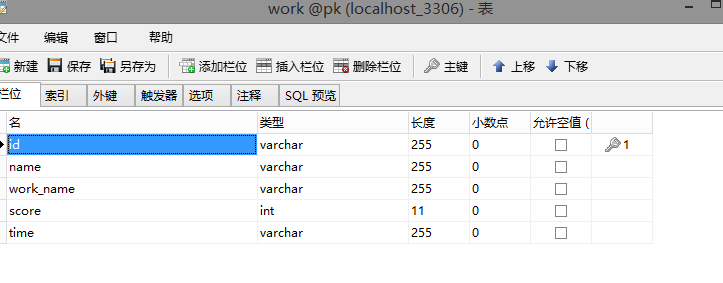 work @pk (localhost_3306) - 表
文件 编辑 窗口 帮助
新建 保存 另存为 添加栏位 插入栏位 删除栏位 主键 上移 下移
栏位 索引 外键 触发器 选项 注释 SQL 预览
名 类型 长度 小数点 允许空值 (
id varchar 255 0 1
name varchar 255 0
work_name varchar 255 0
score int 11 0
time varchar 255 0